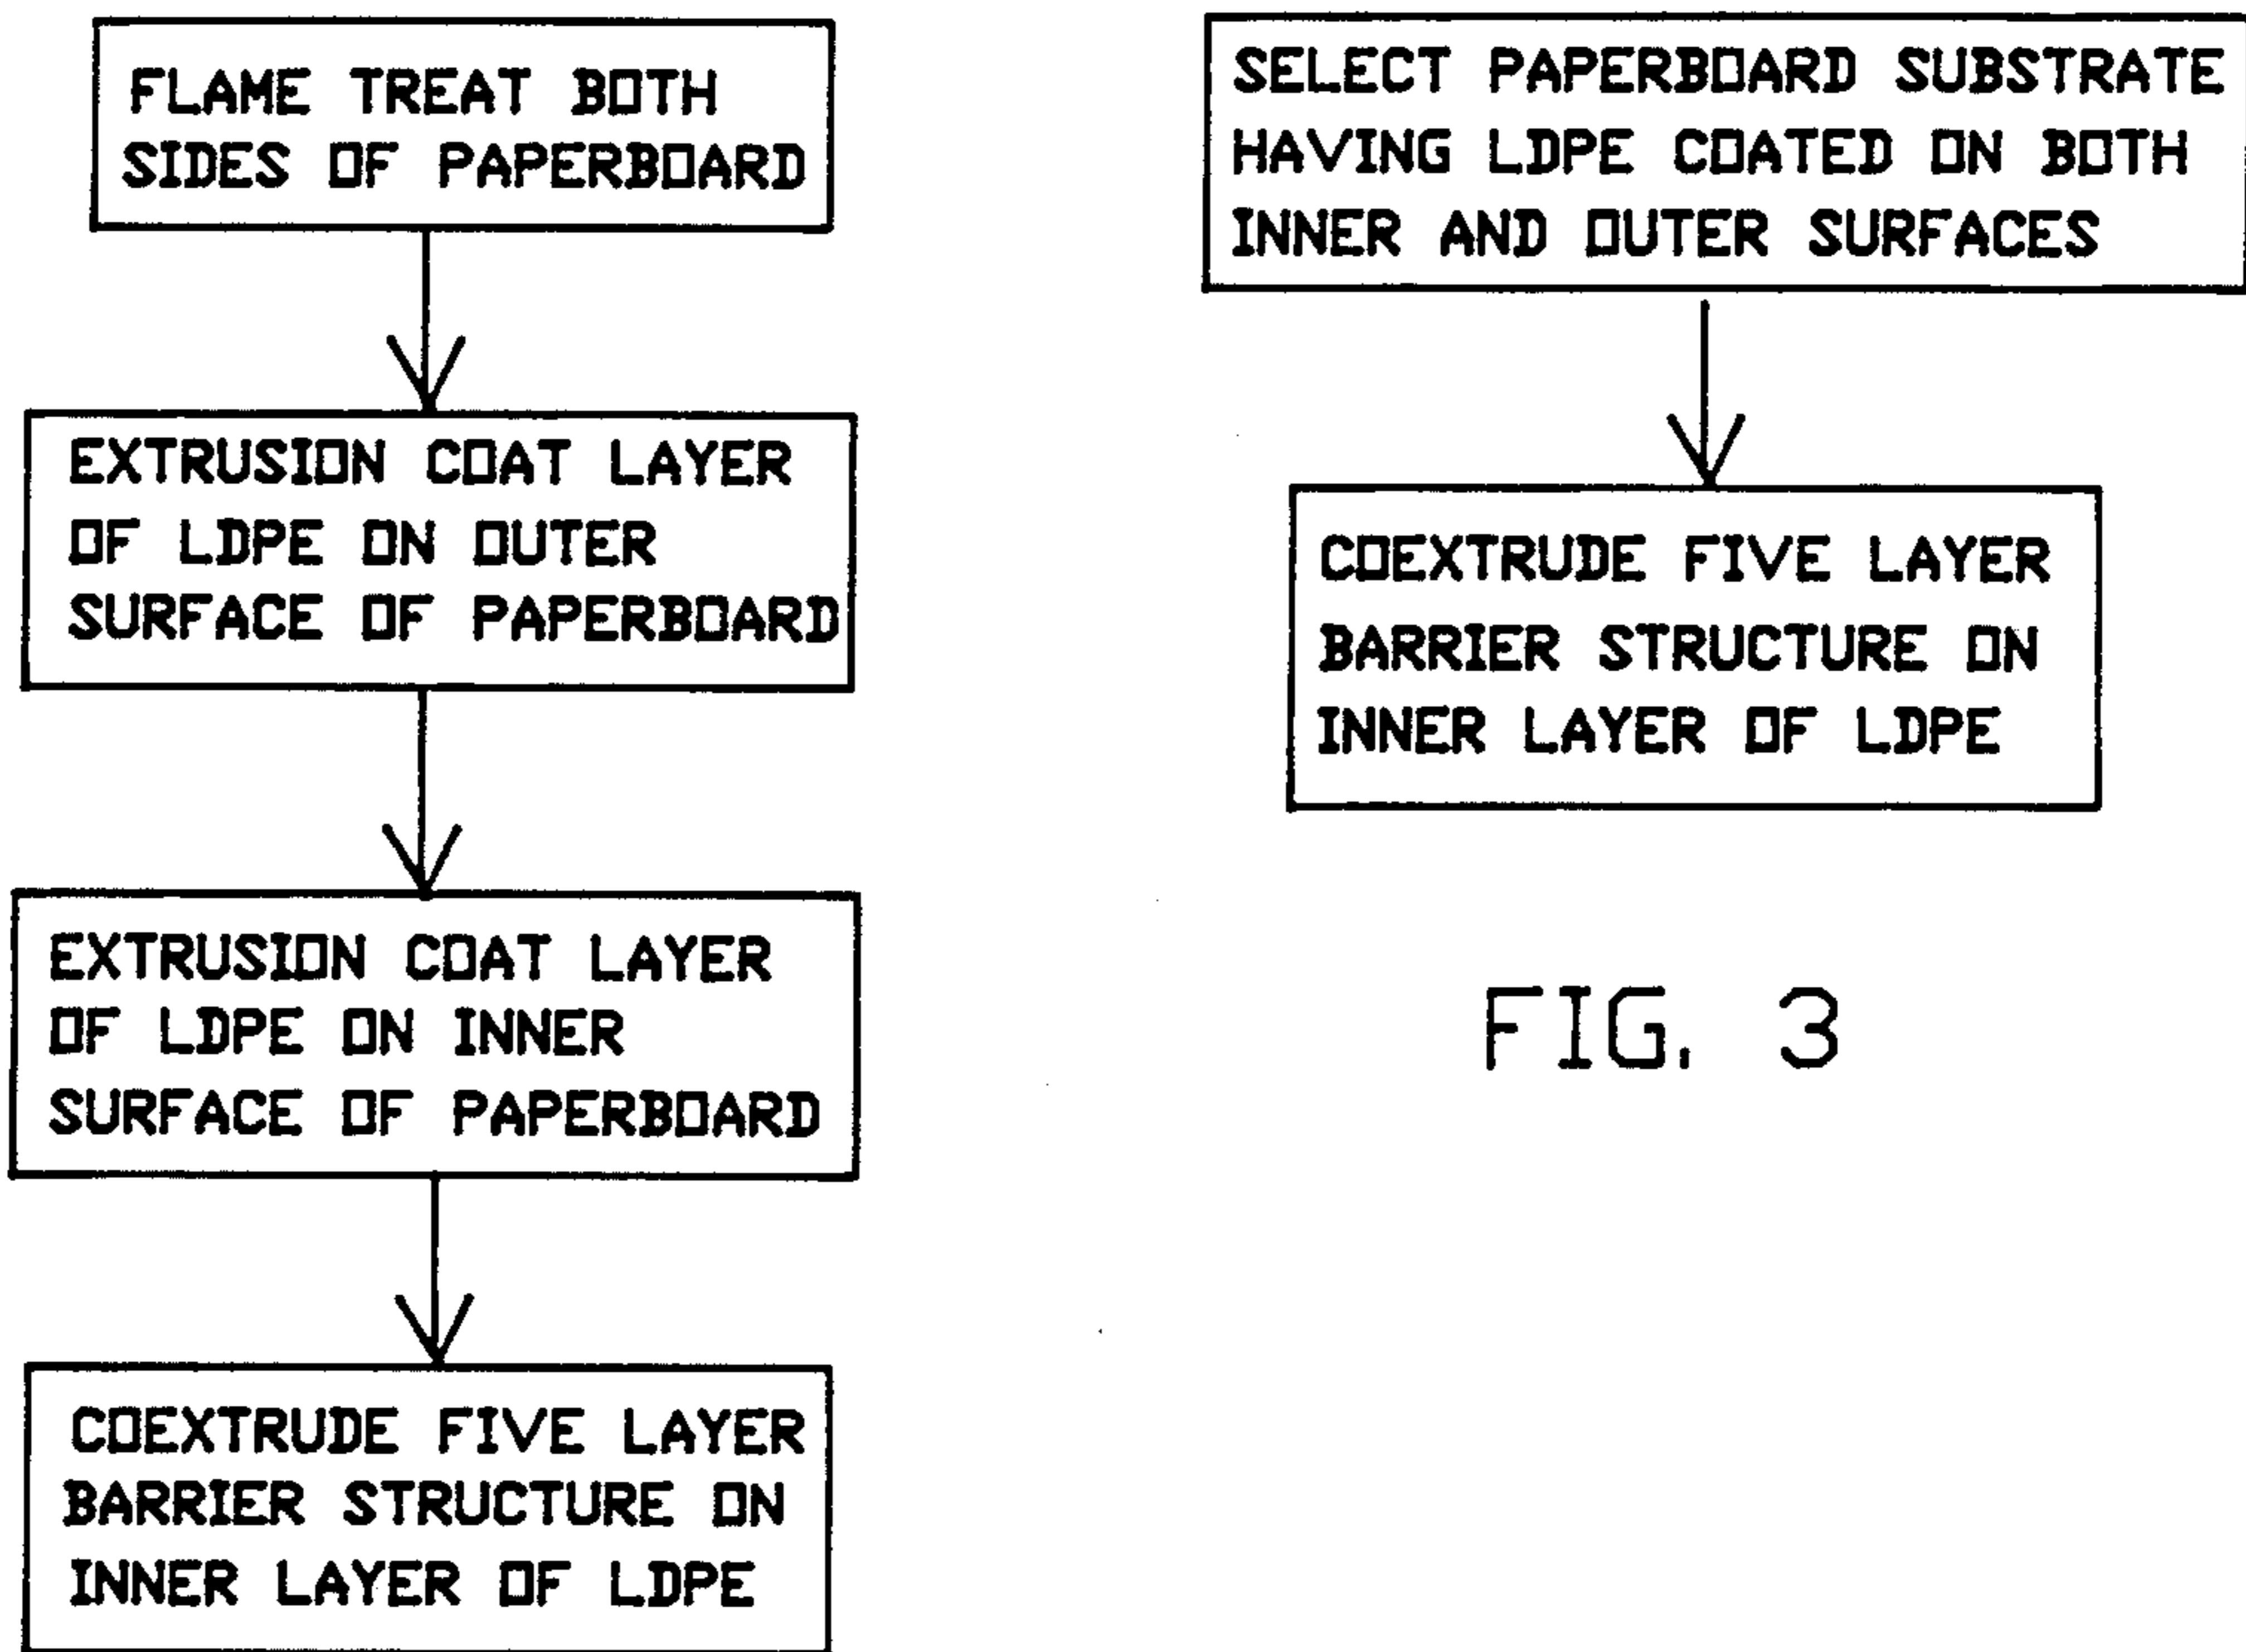 FLAME TREAT BOTH
SIDES OF PAPERBOARD
EXTRUSION COAT LAYER
OF LDPE ON OUTER
SURFACE OF PAPERBOARD
EXTRUSION COAT LAYER
OF LDPE ON INNER
SURFACE OF PAPERBOARD
COEXTRUDE FIVE LAYER
BARRIER STRUCTURE ON
INNER LAYER OF LDPE
SELECT PAPERBOARD SUBSTRATE
HAVING LDPE COATED ON BOTH
INNER AND OUTER SURFACES
COEXTRUDE FIVE LAYER
BARRIER STRUCTURE ON
INNER LAYER OF LDPE
FIG. 3